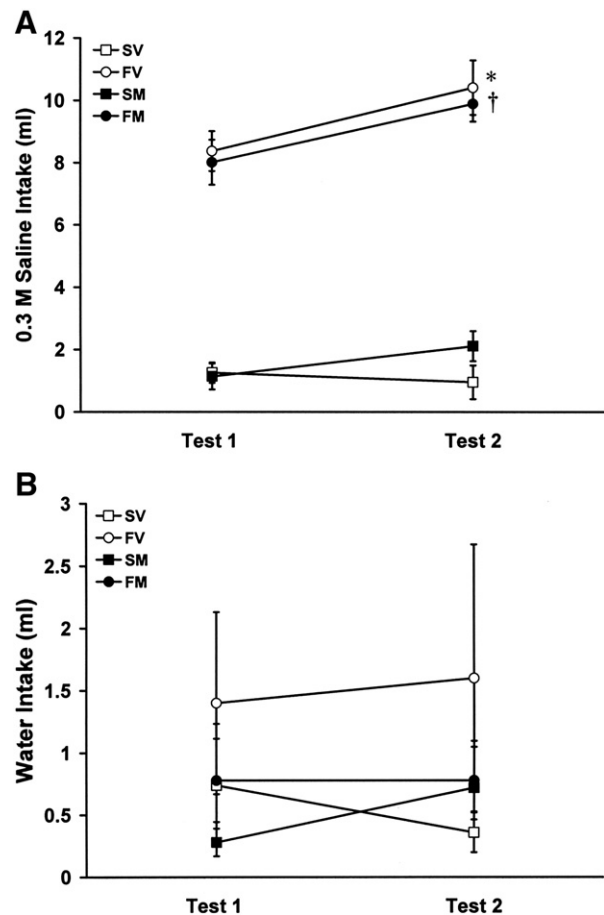 A
SV
FV
SM
FM
12
10
8
6
4
2
0
0.3 M Saline Intake (ml)
*
†
Test 1 Test 2
B
SV
FV
SM
FM
3
2.5
2
1.5
1
0.5
0
Water Intake (ml)
Test 1 Test 2